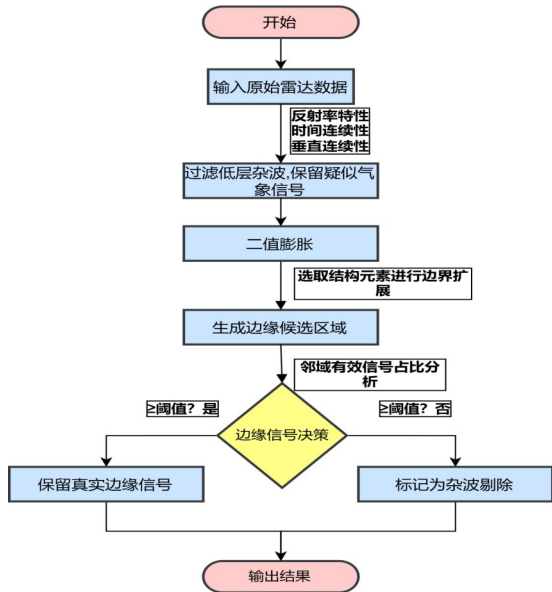 开始
输入原始雷达数据
反射率特性
时间连续性
垂直连续性
过滤低层杂波,保留疑似气
象信号
二值膨胀
选取结构元素进行边界扩
展
生成边缘候选区域
邻域有效信号占比分
析
≥阈值？是
≥阈值？否
边缘信号决策
保留真实边缘信号
标记为杂波剔除
输出结果